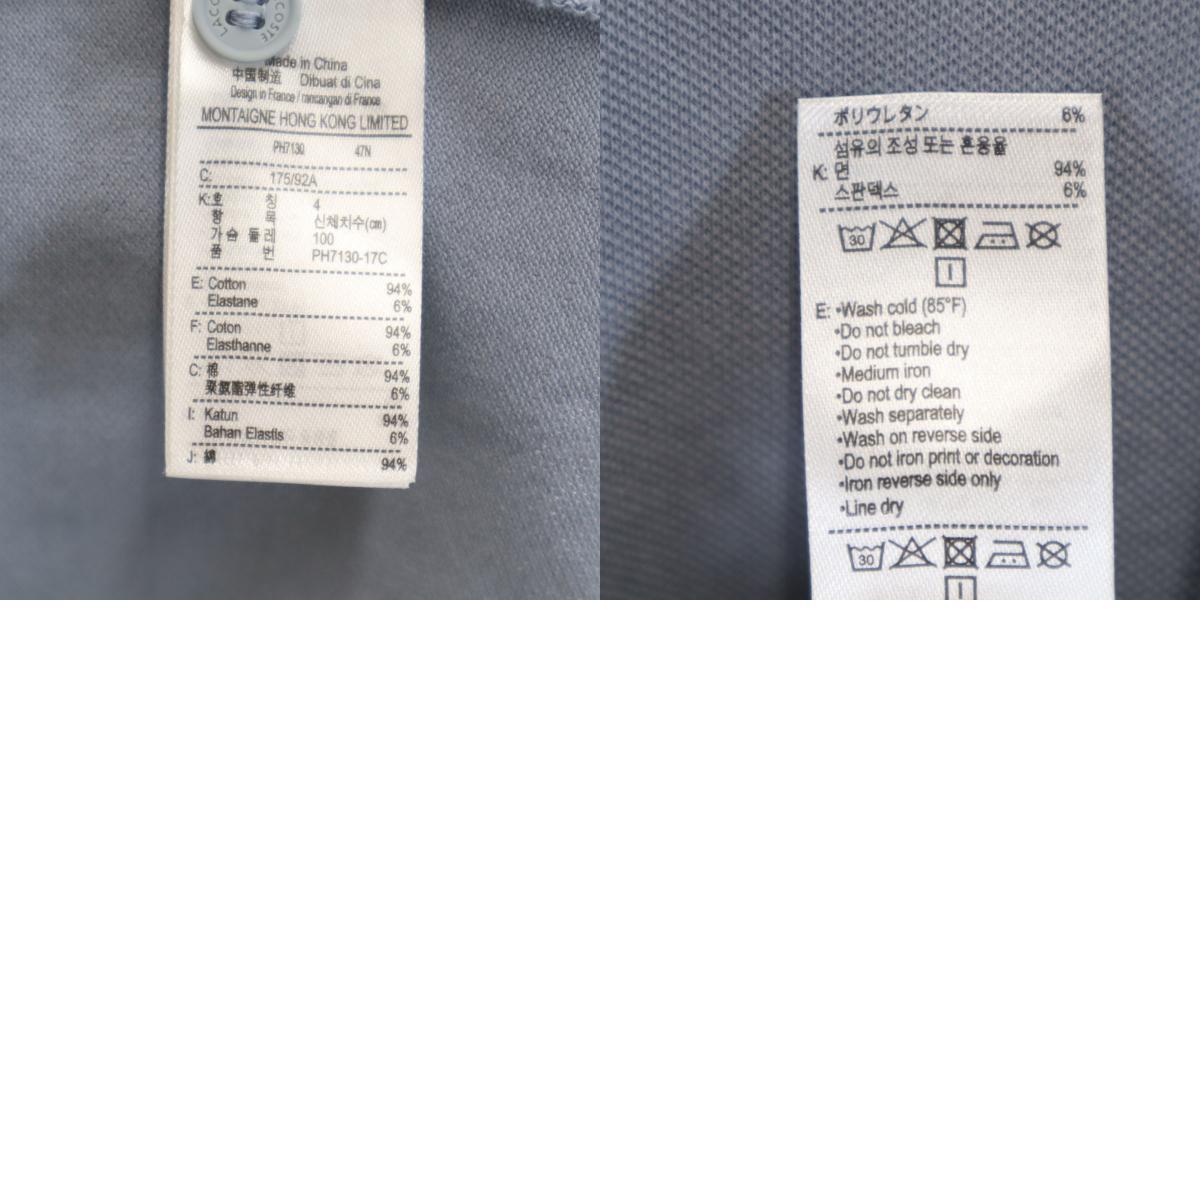 LACOSTE
Made in China
中国制造 Dibuat di Cina
Design in France / rancangan di France
MONTAIGNE HONG KONG LIMITED
PH7130 47N
C: 175/92A
K:호 칭 4
항 목 신체치수(cm)
가슴 둘레 100
품 번 PH7130-17C
E: Cotton 94%
Elastane 6%
F: Coton 94%
Elasthanne 6%
C: 棉 94%
聚氨酯弹性纤维 6%
I: Katun 94%
Bahan Elastis 6%
J: 綿 94%
ポリウレタン 6%
섬유의 조성 또는 혼용율
K: 면 94%
스판덱스 6%
30
E: •Wash cold (85°F)
•Do not bleach
•Do not tumble dry
•Medium iron
•Do not dry clean
•Wash separately
•Wash on reverse side
•Do not iron print or decoration
•Iron reverse side only
•Line dry
30